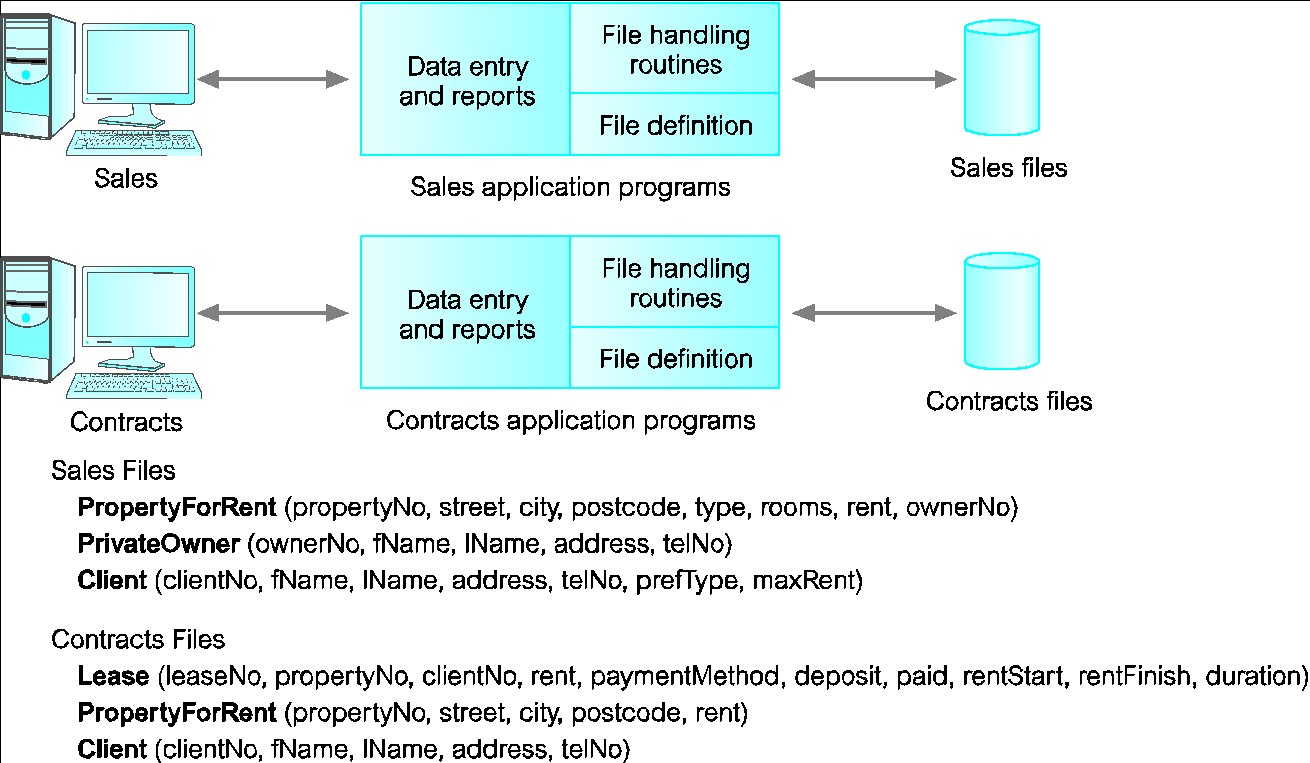 Data entry
and reports
File handling
routines
File definition
Sales
Sales application programs
Sales files
Data entry
and reports
File handling
routines
File definition
Contracts
Contracts application programs
Contracts files
Sales Files
PropertyForRent (propertyNo, street, city, postcode, type, rooms, rent, ownerNo)
PrivateOwner (ownerNo, fName, lName, address, telNo)
Client (clientNo, fName, lName, address, telNo, prefType, maxRent)
Contracts Files
Lease (leaseNo, propertyNo, clientNo, rent, paymentMethod, deposit, paid, rentStart, rentFinish, duration)
PropertyForRent (propertyNo, street, city, postcode, rent)
Client (clientNo, fName, lName, address, telNo)